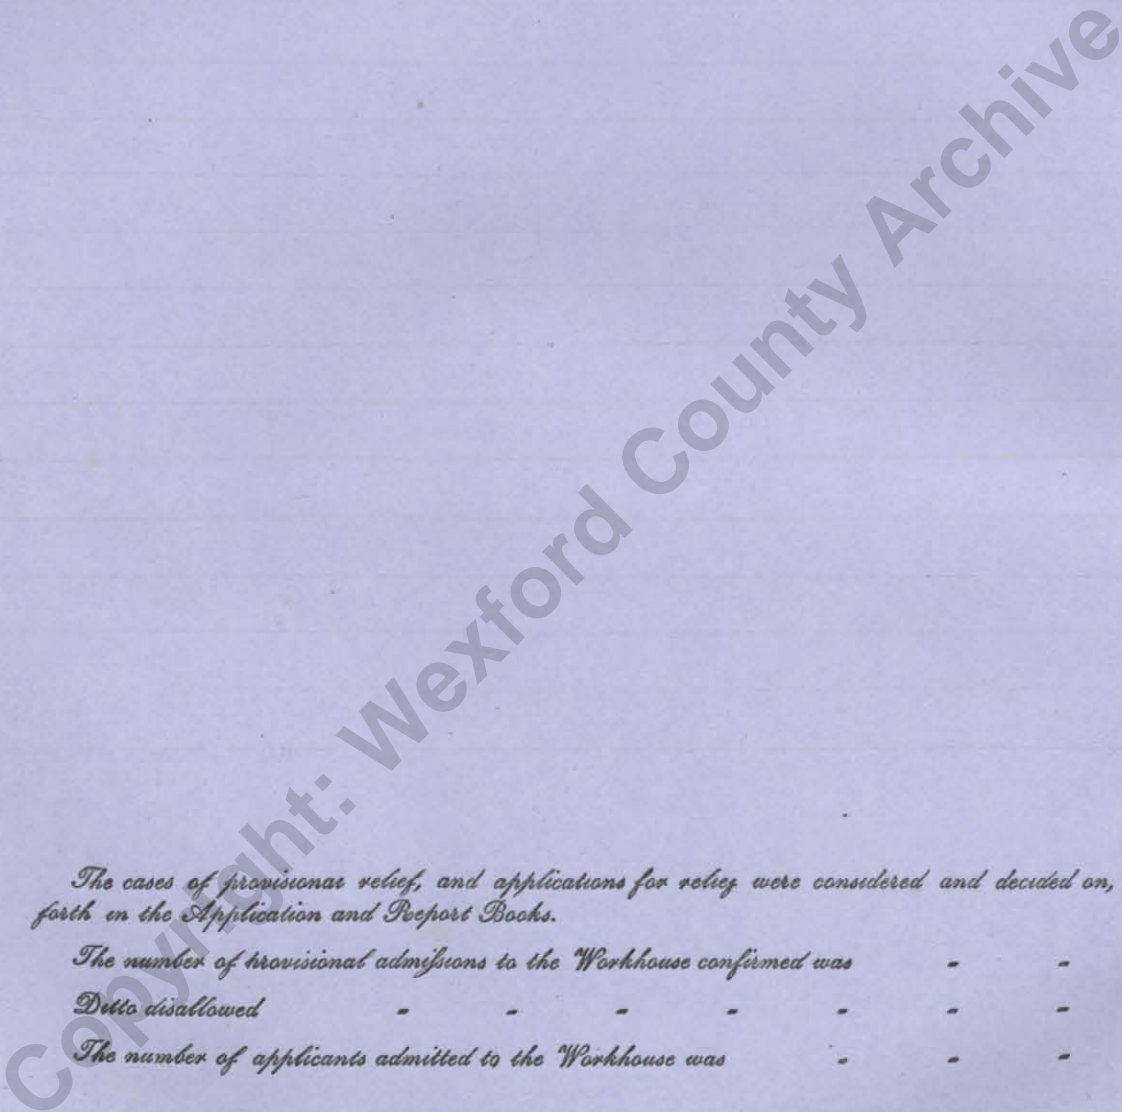 The cases of provisional relief, and applications for relief were considered and decided on,
forth in the Application and Report Books.
The number of provisional admissions to the Workhouse confirmed was - -
Ditto disallowed - - - - - - -
The number of applicants admitted to the Workhouse was - - -
Copyright: Wexford County Archive